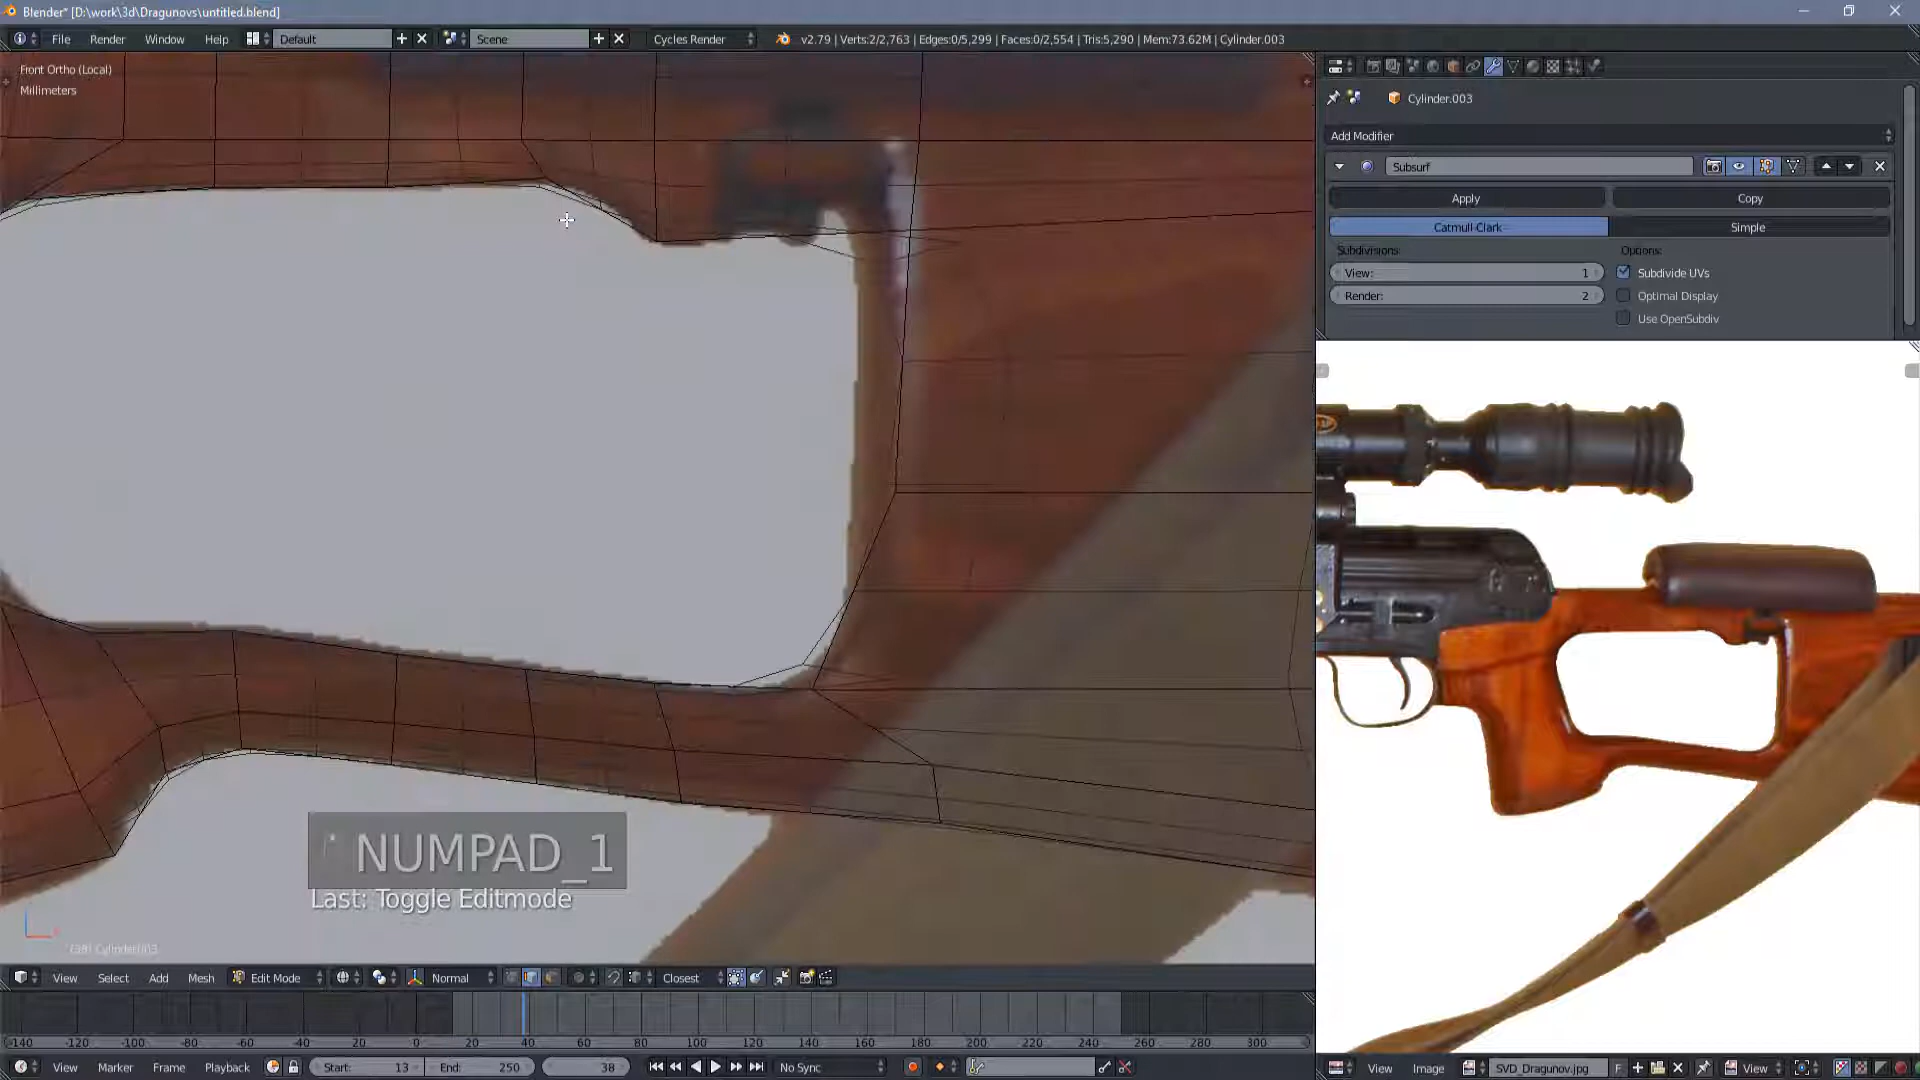 Blender* [D:\work\3d\Dragunovs\untitled.blend]
File Render Window Help Default Scene Cycles Render v2.79 | Verts:2/2,763 | Edges:0/5,299 | Faces:0/2,554 | Tris:5,290 | Mem:73.62M | Cylinder.003
Front Ortho (Local)
Millimeters
Cylinder.003
Add Modifier
Subsurf
Apply Copy
Catmull-Clark Simple
Subdivisions: Options:
View: 1 Subdivide UVs
Render: 2 Optimal Display
Use OpenSubdiv
NUMPAD_1
Last: Toggle Editmode
(38) Cylinder.003
View Select Add Mesh Edit Mode Normal Closest
-140 -120 -100 -80 -60 -40 -20 0 20 40 60 80 100 120 140 160 180 200 220 240 260 280 300
View Marker Frame Playback Start: 13 End: 250 38 No Sync
View Image SVD_Dragunov.jpg F View